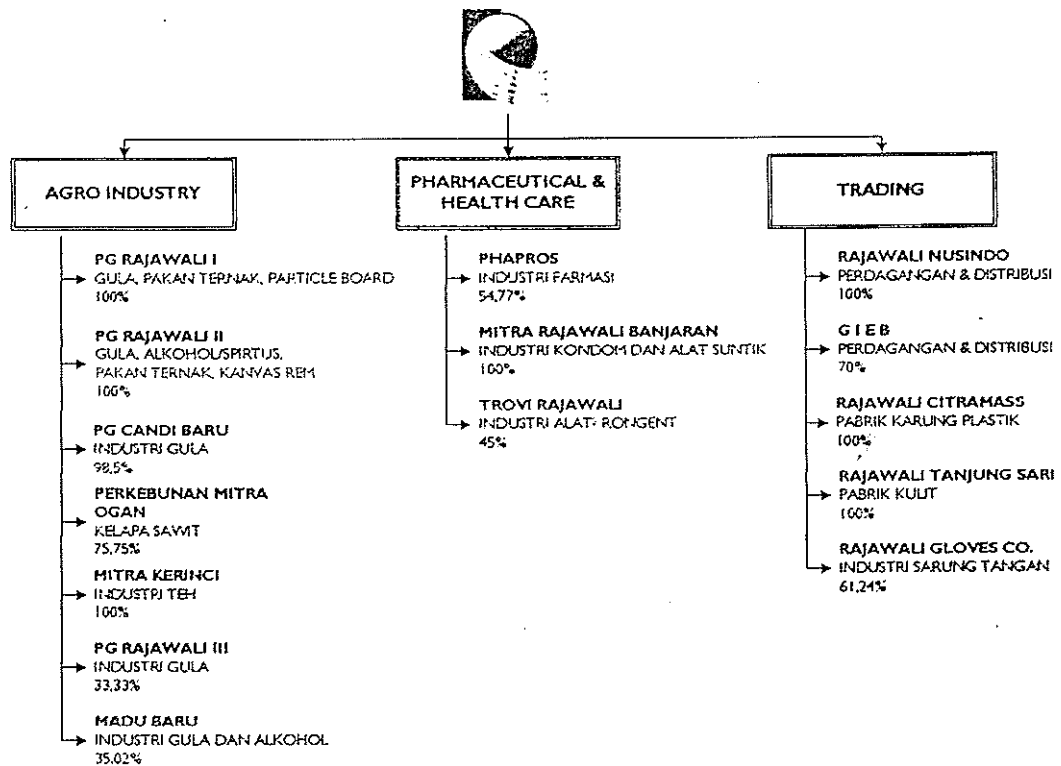 AGRO INDUSTRY
PG RAJAWALI I
GULA, PAKAN TERNAK, PARTICLE BOARD
100%
PG RAJAWALI II
GULA, ALKOHOL/SPIRTUS,
PAKAN TERNAK, KANVAS REM
100%
PG CANDI BARU
INDUSTRI GULA
98,5%
PERKEBUNAN MITRA
OGAN
KELAPA SAWIT
75,75%
MITRA KERINCI
INDUSTRI TEH
100%
PG RAJAWALI III
INDUSTRI GULA
33,33%
MADU BARU
INDUSTRI GULA DAN ALKOHOL
35,02%
PHARMACEUTICAL &
HEALTH CARE
PHAPROS
INDUSTRI FARMASI
54,77%
MITRA RAJAWALI BANJARAN
INDUSTRI KONDOM DAN ALAT SUNTIK
100%
TROVI RAJAWALI
INDUSTRI ALAT- RONGENT
45%
TRADING
RAJAWALI NUSINDO
PERDAGANGAN & DISTRIBUSI
100%
G I E B
PERDAGANGAN & DISTRIBUSI
70%
RAJAWALI CITRAMASS
PABRIK KARUNG PLASTIK
100%
RAJAWALI TANJUNG SARI
PABRIK KULIT
100%
RAJAWALI GLOVES CO.
INDUSTRI SARUNG TANGAN
61,24%